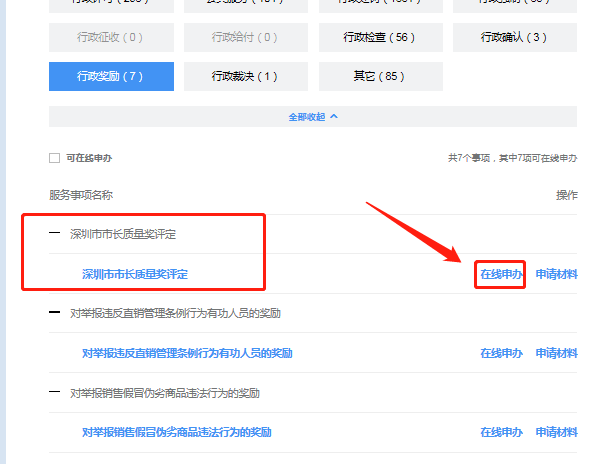 行政征收（0） 行政给付（0） 行政检查（56） 行政确认（3）
行政奖励（7） 行政裁决（1） 其它（85）
全部收起
可在线申办 共7个事项，其中7项可在线申办
服务事项名称 操作
深圳市市长质量奖评定
深圳市市长质量奖评定 在线申办 申请材料
对举报违反直销管理条例行为有功人员的奖励
对举报违反直销管理条例行为有功人员的奖励 在线申办 申请材料
对举报销售假冒伪劣商品违法行为的奖励
对举报销售假冒伪劣商品违法行为的奖励 在线申办 申请材料